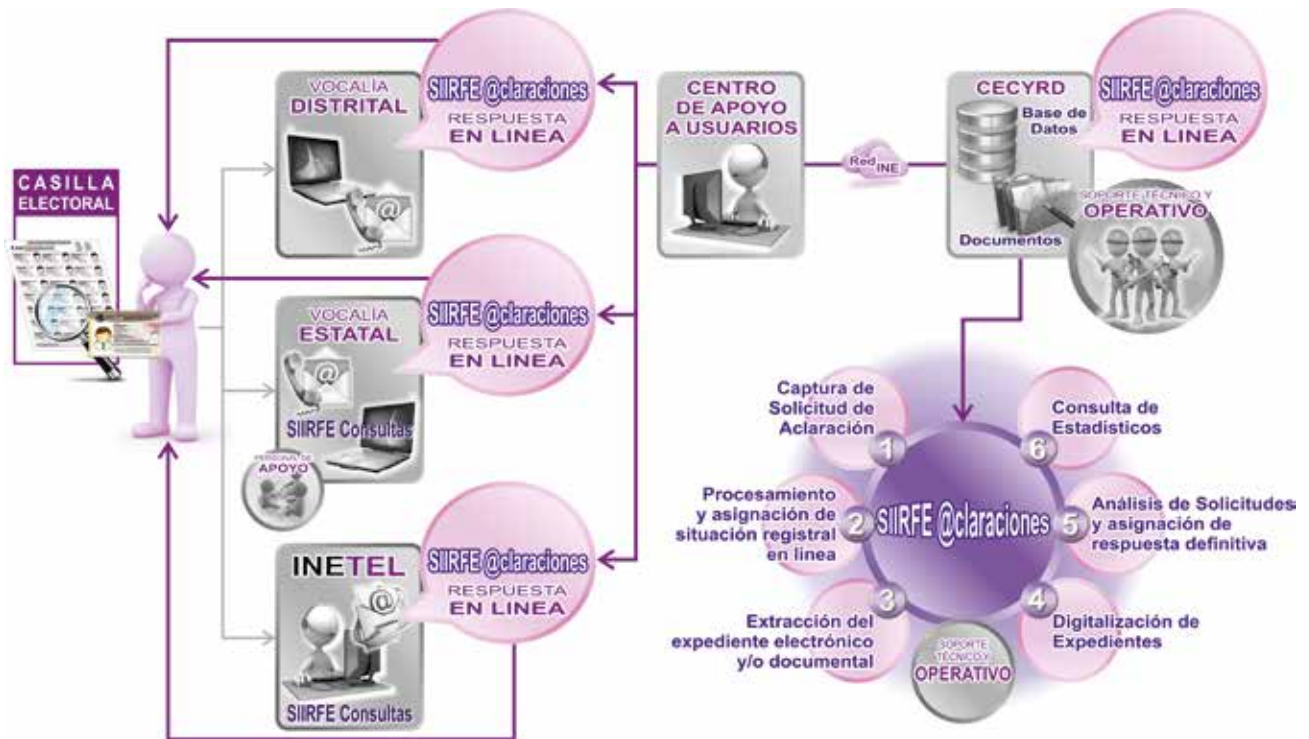 CASILLA
ELECTORAL
VOCALÍA
DISTRITAL
SIIRFE @claraciones
RESPUESTA
EN LINEA
VOCALÍA
ESTATAL
SIIRFE Consultas
PERSONAL DE
APOYO
SIIRFE @claraciones
RESPUESTA
EN LINEA
INETEL
SIIRFE Consultas
SIIRFE @claraciones
RESPUESTA
EN LINEA
CENTRO
DE APOYO
A USUARIOS
Red
INE
CECYRD
Base de
Datos
Documentos
SIIRFE @claraciones
RESPUESTA
EN LINEA
SOPORTE TÉCNICO Y
OPERATIVO
SIIRFE @claraciones
1
Captura de
Solicitud de
Aclaración
2
Procesamiento
y asignación de
situación registral
en linea
3
Extracción del
expediente electrónico
y/o documental
4
Digitalización de
Expedientes
5
Análisis de Solicitudes
y asignación de
respuesta definitiva
6
Consulta de
Estadísticos
SOPORTE
TÉCNICO Y
OPERATIVO